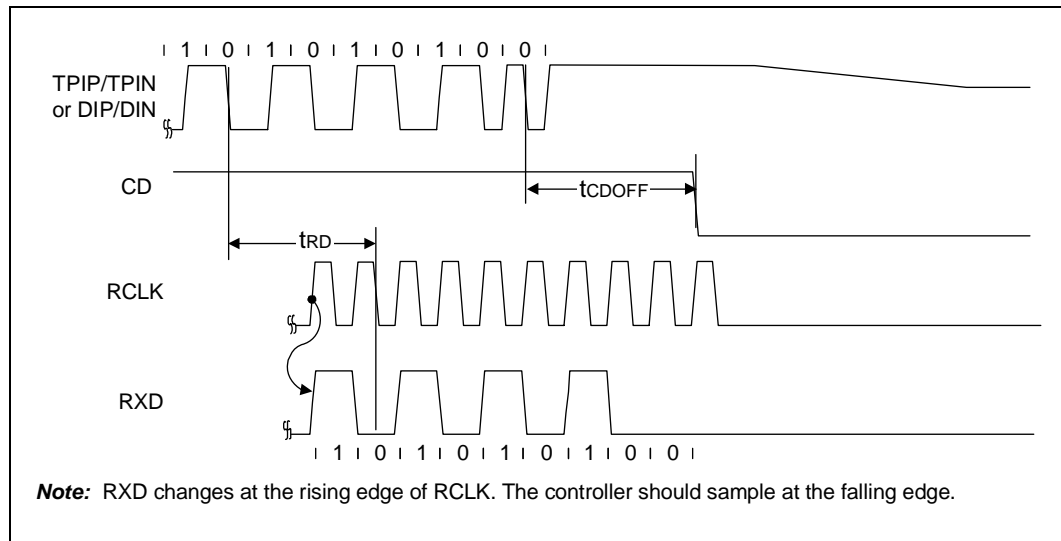 1 0 1 0 1 0 1 0 0
TPIP/TPIN
or DIP/DIN
CD
tCDOFF
tRD
RCLK
RXD
1 0 1 0 1 0 1 0 0
Note: RXD changes at the rising edge of RCLK. The controller should sample at the falling edge.